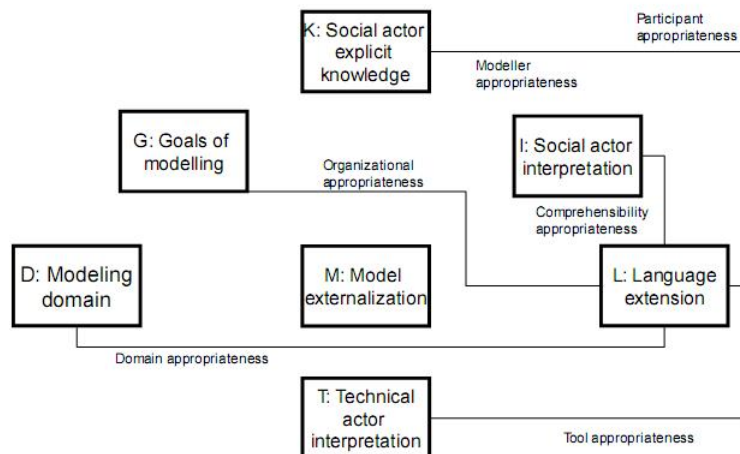 K: Social actor
explicit
knowledge
Participant
appropriateness
Modeller
appropriateness
G: Goals of
modelling
Organizational
appropriateness
I: Social actor
interpretation
Comprehensibility
appropriateness
D: Modeling
domain
M: Model
externalization
L: Language
extension
Domain appropriateness
T: Technical
actor
interpretation
Tool appropriateness